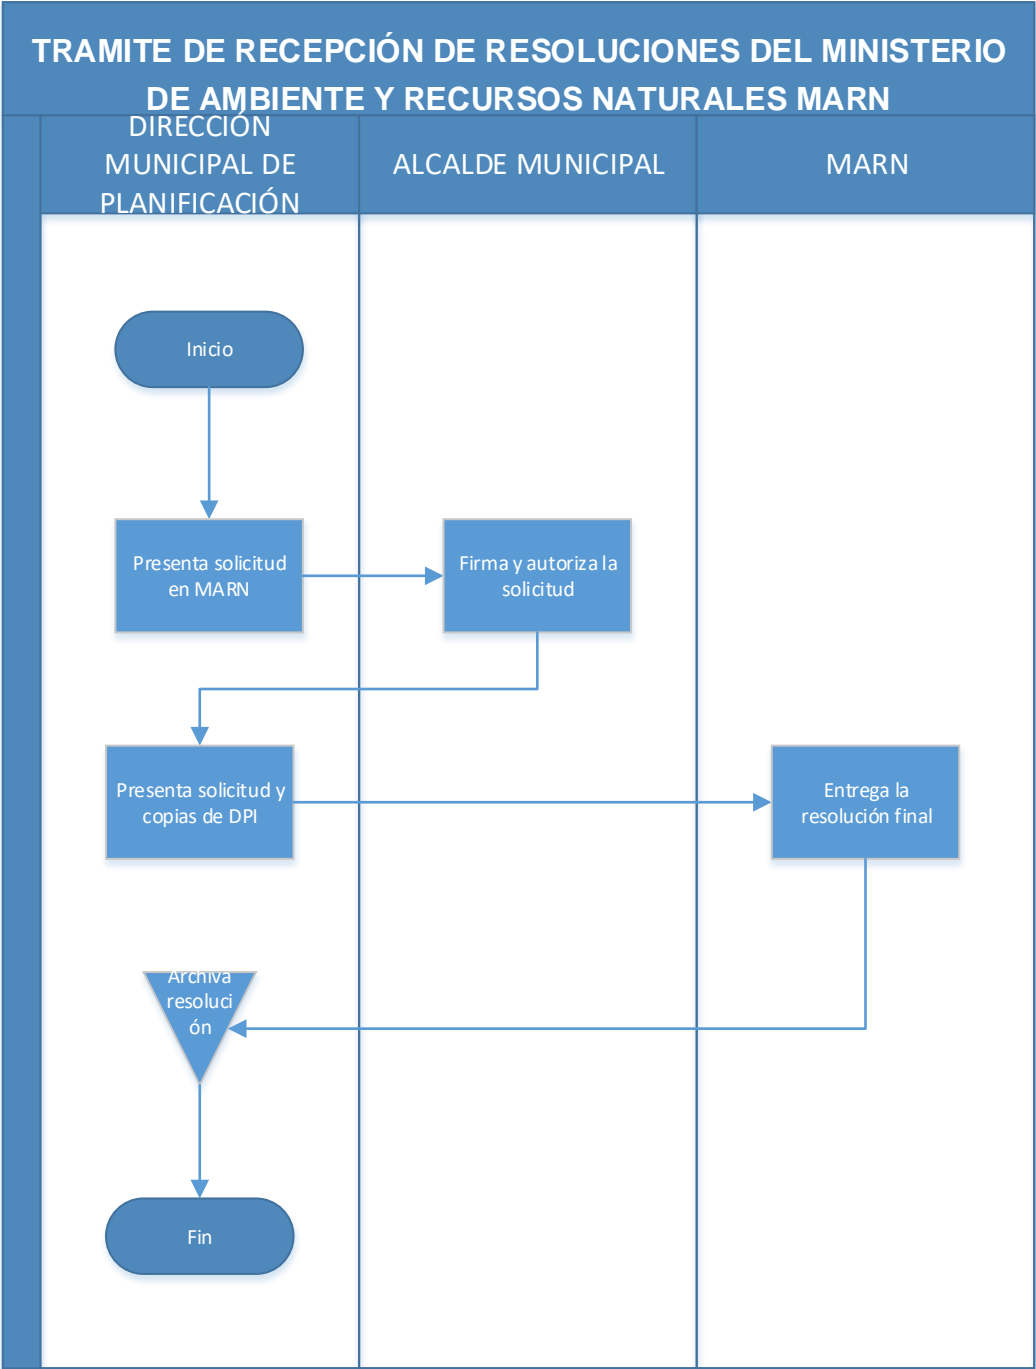 TRAMITE DE RECEPCIÓN DE RESOLUCIONES DEL MINISTERIO
DE AMBIENTE Y RECURSOS NATURALES MARN
DIRECCIÓN
MUNICIPAL DE
PLANIFICACIÓN
ALCALDE MUNICIPAL
MARN
Inicio
Presenta solicitud
en MARN
Firma y autoriza la
solicitud
Presenta solicitud y
copias de DPI
Entrega la
resolución final
Archiva
resoluci
ón
Fin